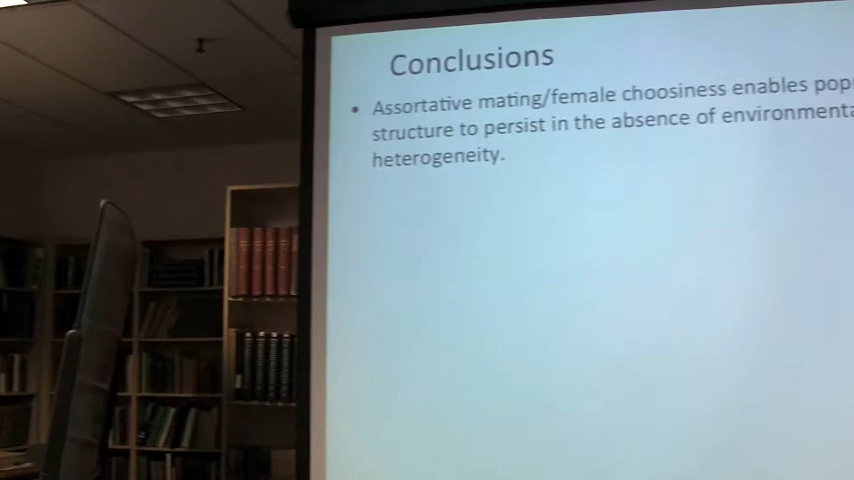 Conclusions
• Assortative mating/female choosiness enables
structure to persist in the absence of
heterogeneity.